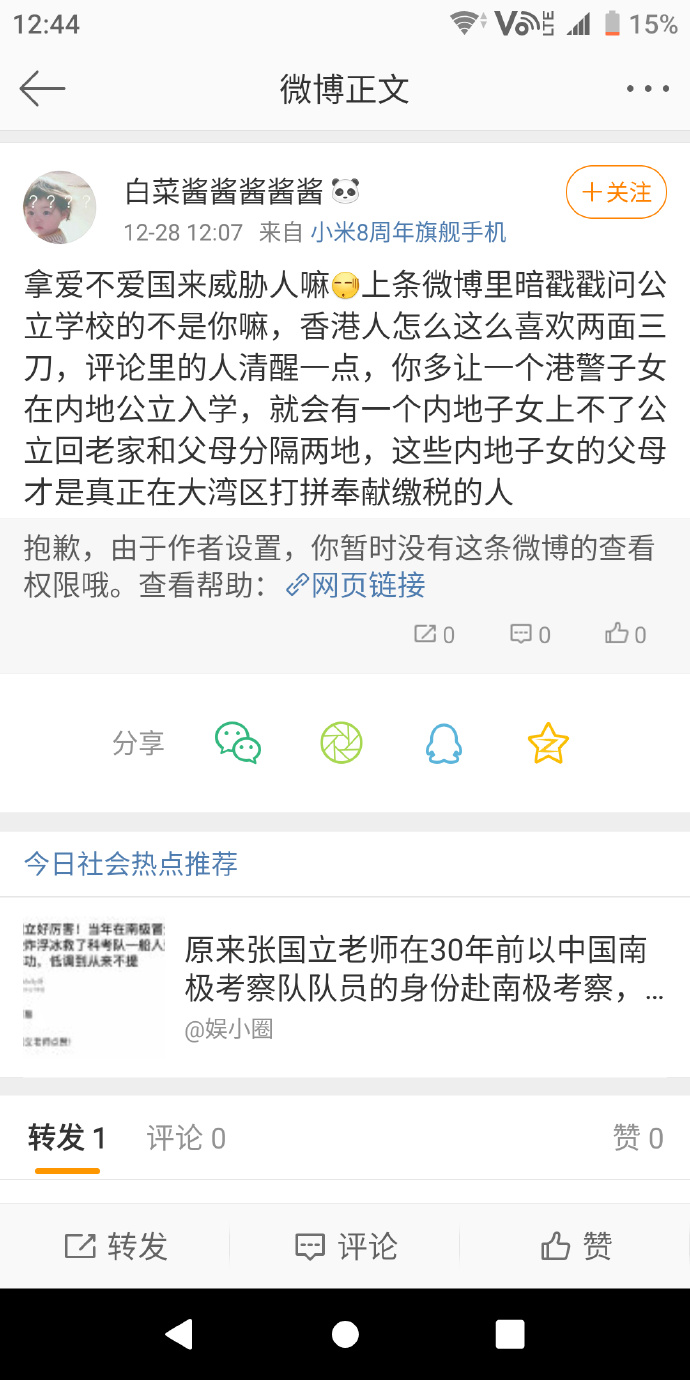 12:44
VoLTE
15%
微博正文
白菜酱酱酱酱酱🐼
+关注
12-28 12:07 来自 小米8周年旗舰手机
拿爱不爱国来威胁人嘛😏上条微博里暗戳戳问公
立学校的不是你嘛，香港人怎么这么喜欢两面三
刀，评论里的人清醒一点，你多让一个港警子女
在内地公立入学，就会有一个内地子女上不了公
立回老家和父母分隔两地，这些内地子女的父母
才是真正在大湾区打拼奉献缴税的人
抱歉，由于作者设置，你暂时没有这条微博的查看
权限哦。查看帮助：网页链接
0 0 0
分享
今日社会热点推荐
立好厉害！当年在南极冒
炸浮冰救了科考队一船人
功，低调到从来不提
原来张国立老师在30年前以中国南
极考察队队员的身份赴南极考察，...
@娱小圈
转发 1 评论 0 赞 0
转发 评论 赞